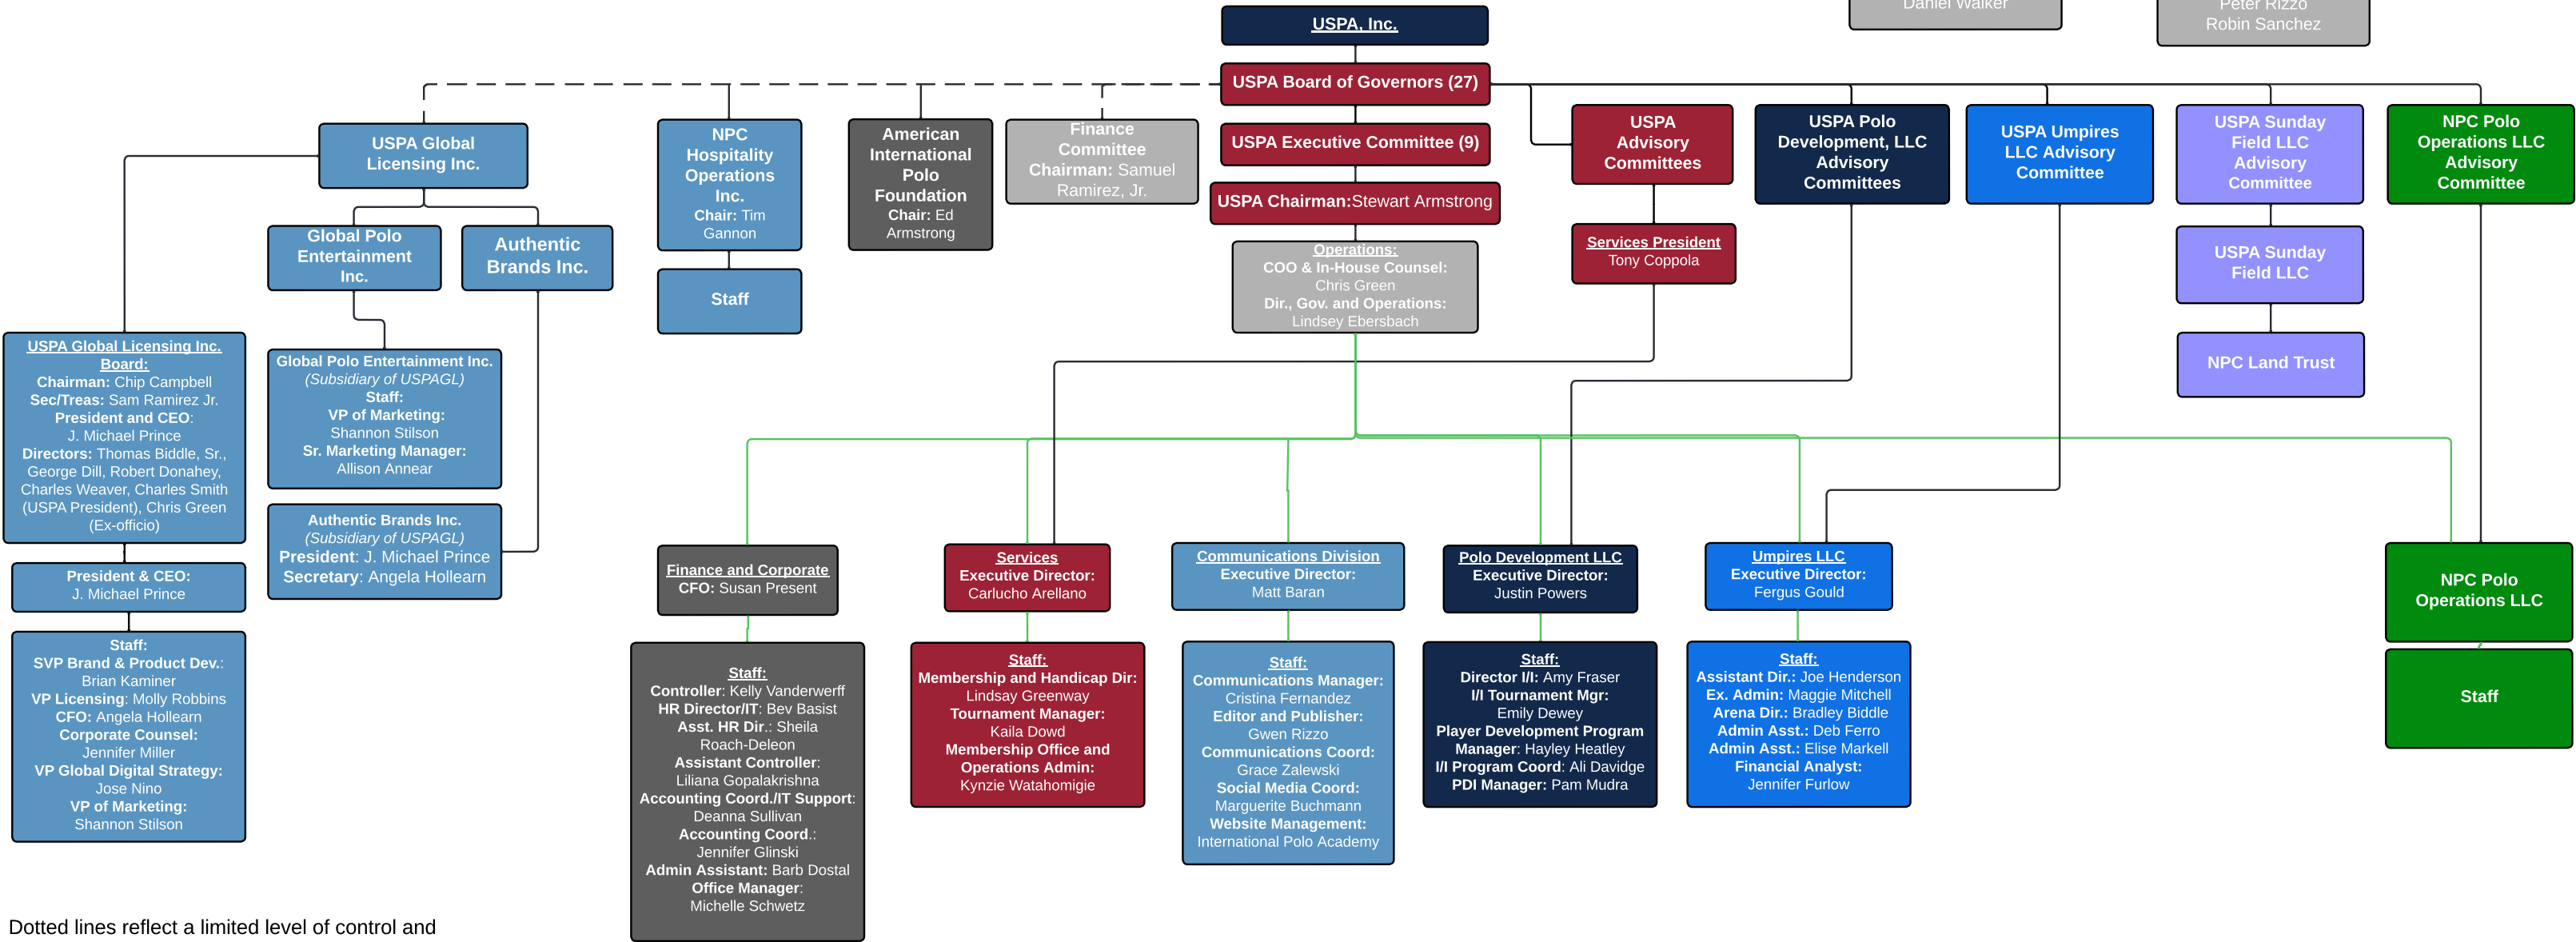 Daniel Walker
Peter Rizzo
Robin Sanchez
USPA, Inc.
USPA Board of Governors (27)
USPA Executive Committee (9)
USPA Chairman:Stewart Armstrong
Operations:
COO & In-House Counsel:
Chris Green
Dir., Gov. and Operations:
Lindsey Ebersbach
USPA Global
Licensing Inc.
NPC
Hospitality
Operations
Inc.
Chair: Tim
Gannon
Staff
American
International
Polo
Foundation
Chair: Ed
Armstrong
Finance
Committee
Chairman: Samuel
Ramirez, Jr.
USPA
Advisory
Committees
Services President
Tony Coppola
USPA Polo
Development, LLC
Advisory
Committees
USPA Umpires
LLC Advisory
Committee
USPA Sunday
Field LLC
Advisory
Committee
USPA Sunday
Field LLC
NPC Land Trust
NPC Polo
Operations LLC
Advisory
Committee
Global Polo
Entertainment
Inc.
Authentic
Brands Inc.
USPA Global Licensing Inc.
Board:
Chairman: Chip Campbell
Sec/Treas: Sam Ramirez Jr.
President and CEO:
J. Michael Prince
Directors: Thomas Biddle, Sr.,
George Dill, Robert Donahey,
Charles Weaver, Charles Smith
(USPA President), Chris Green
(Ex-officio)
President & CEO:
J. Michael Prince
Staff:
SVP Brand & Product Dev.:
Brian Kaminer
VP Licensing: Molly Robbins
CFO: Angela Hollearn
Corporate Counsel:
Jennifer Miller
VP Global Digital Strategy:
Jose Nino
VP of Marketing:
Shannon Stilson
Global Polo Entertainment Inc.
(Subsidiary of USPAGL)
Staff:
VP of Marketing:
Shannon Stilson
Sr. Marketing Manager:
Allison Annear
Authentic Brands Inc.
(Subsidiary of USPAGL)
President: J. Michael Prince
Secretary: Angela Hollearn
Finance and Corporate
CFO: Susan Present
Staff:
Controller: Kelly Vanderwerff
HR Director/IT: Bev Basist
Asst. HR Dir.: Sheila
Roach-Deleon
Assistant Controller:
Liliana Gopalakrishna
Accounting Coord./IT Support:
Deanna Sullivan
Accounting Coord.:
Jennifer Glinski
Admin Assistant: Barb Dostal
Office Manager:
Michelle Schwetz
Services
Executive Director:
Carlucho Arellano
Staff:
Membership and Handicap Dir:
Lindsay Greenway
Tournament Manager:
Kaila Dowd
Membership Office and
Operations Admin:
Kynzie Watahomigie
Communications Division
Executive Director:
Matt Baran
Staff:
Communications Manager:
Cristina Fernandez
Editor and Publisher:
Gwen Rizzo
Communications Coord:
Grace Zalewski
Social Media Coord:
Marguerite Buchmann
Website Management:
International Polo Academy
Polo Development LLC
Executive Director:
Justin Powers
Staff:
Director I/I: Amy Fraser
I/I Tournament Mgr:
Emily Dewey
Player Development Program
Manager: Hayley Heatley
I/I Program Coord: Ali Davidge
PDI Manager: Pam Mudra
Umpires LLC
Executive Director:
Fergus Gould
Staff:
Assistant Dir.: Joe Henderson
Ex. Admin: Maggie Mitchell
Arena Dir.: Bradley Biddle
Admin Asst.: Deb Ferro
Admin Asst.: Elise Markell
Financial Analyst:
Jennifer Furlow
NPC Polo
Operations LLC
Staff
Dotted lines reflect a limited level of control and